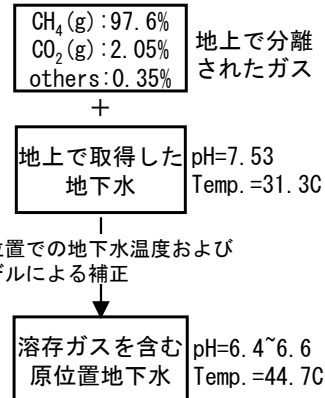 CH₄(g):97.6%
CO₂(g):2.05%
others:0.35%
地上で分離
されたガス
+
地上で取得した
地下水
pH=7.53
Temp.=31.3C
位置での地下水温度および
デルによる補正
溶存ガスを含む
原位置地下水
pH=6.4~6.6
Temp.=44.7C